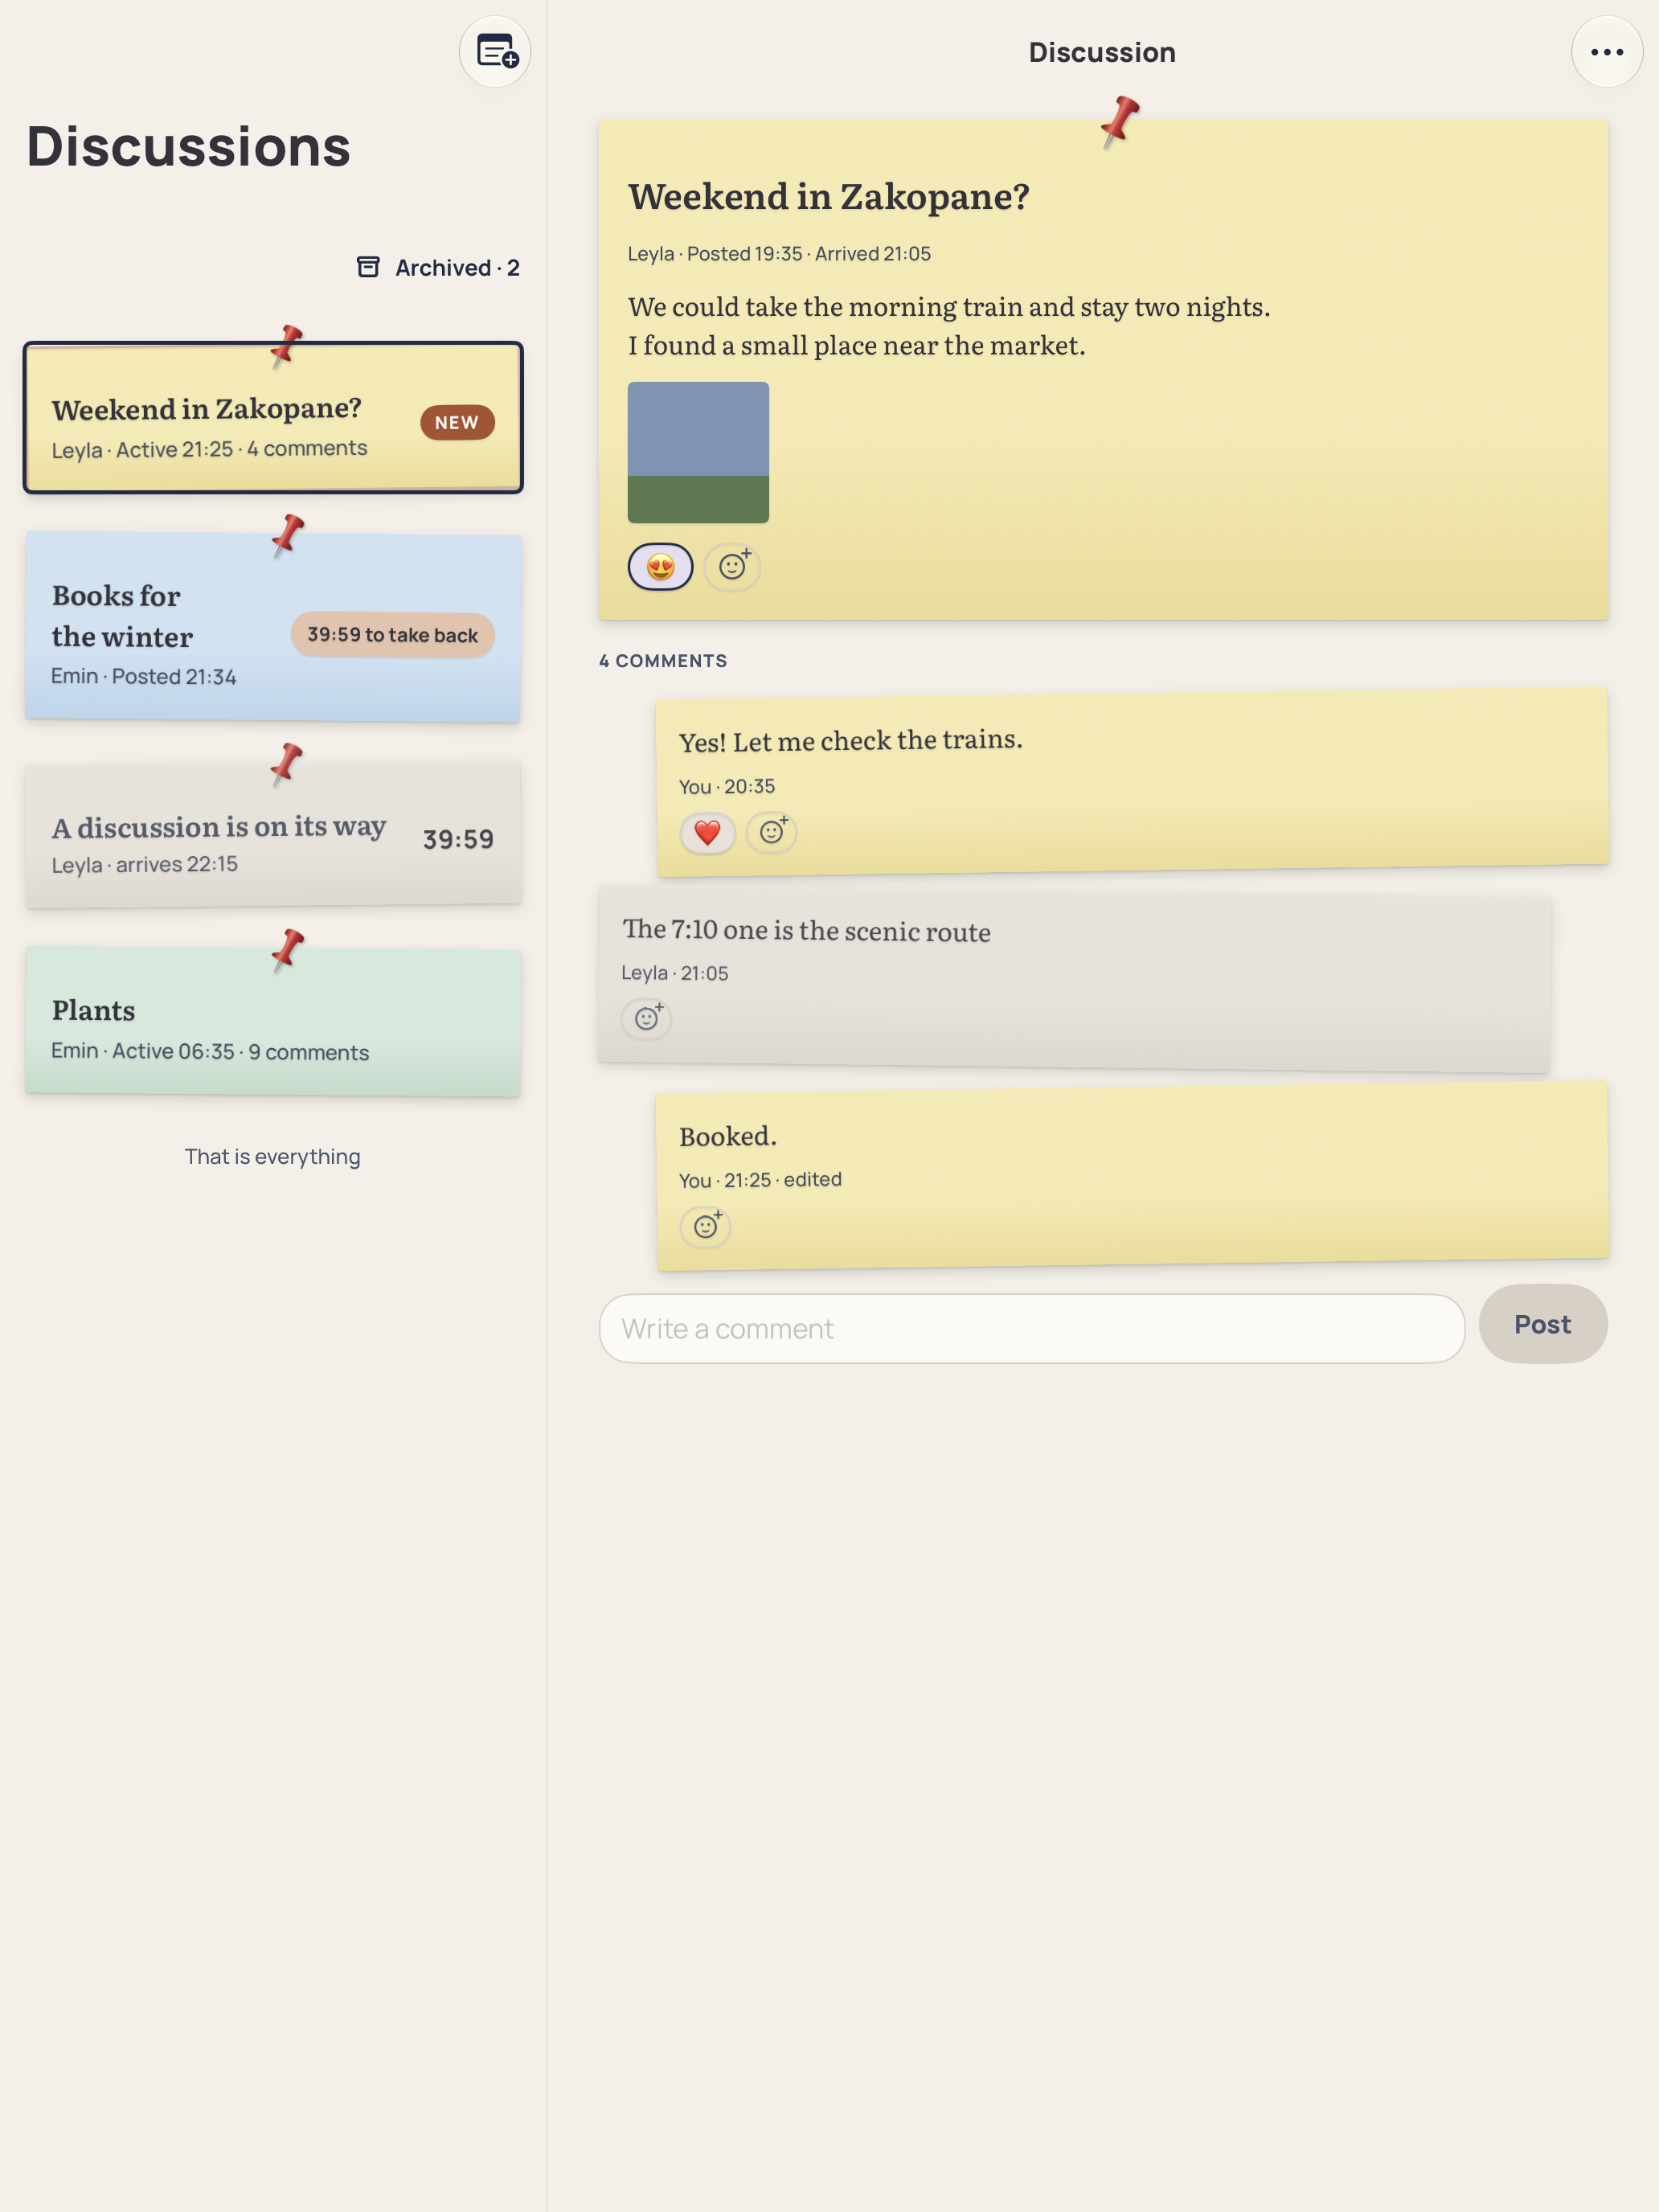 Discussions
Archived · 2
Weekend in Zakopane?
Leyla · Active 21:25 · 4 comments
NEW
Books for
the winter
Emin · Posted 21:34
39:59 to take back
A discussion is on its way
Leyla · arrives 22:15
39:59
Plants
Emin · Active 06:35 · 9 comments
That is everything
Discussion
Weekend in Zakopane?
Leyla · Posted 19:35 · Arrived 21:05
We could take the morning train and stay two nights.
I found a small place near the market.
4 COMMENTS
Yes! Let me check the trains.
You · 20:35
The 7:10 one is the scenic route
Leyla · 21:05
Booked.
You · 21:25 · edited
Write a comment
Post